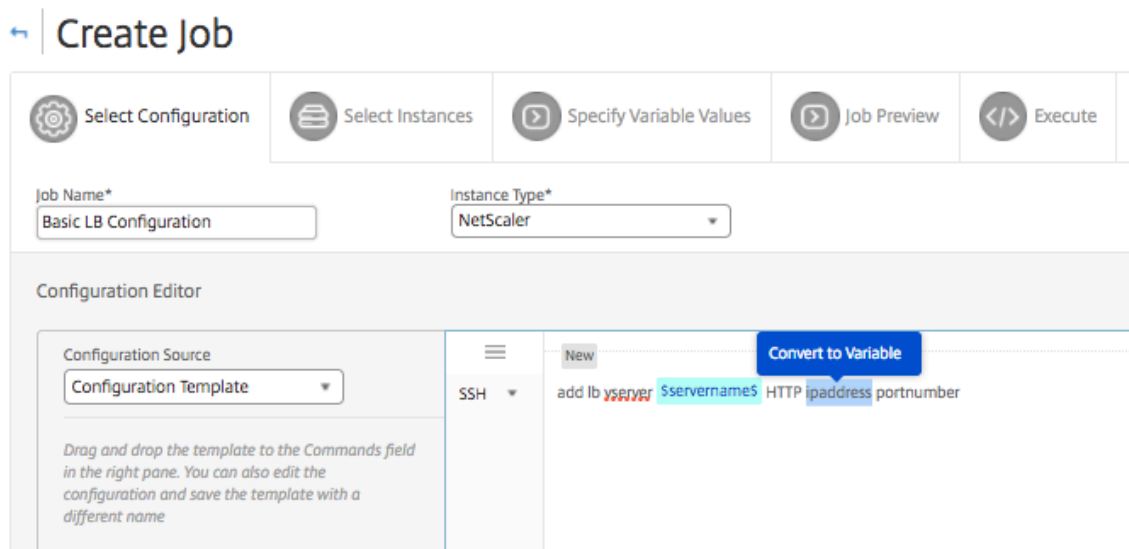 Create Job
Select Configuration
Select Instances
Specify Variable Values
Job Preview
Execute
Job Name*
Instance Type*
Basic LB Configuration
NetScaler
Configuration Editor
Configuration Source
Configuration Template
Drag and drop the template to the Commands field
in the right pane. You can also edit the
configuration and save the template with a
different name
SSH
New
Convert to Variable
add lb vserver $servername$ HTTP ipaddress portnumber